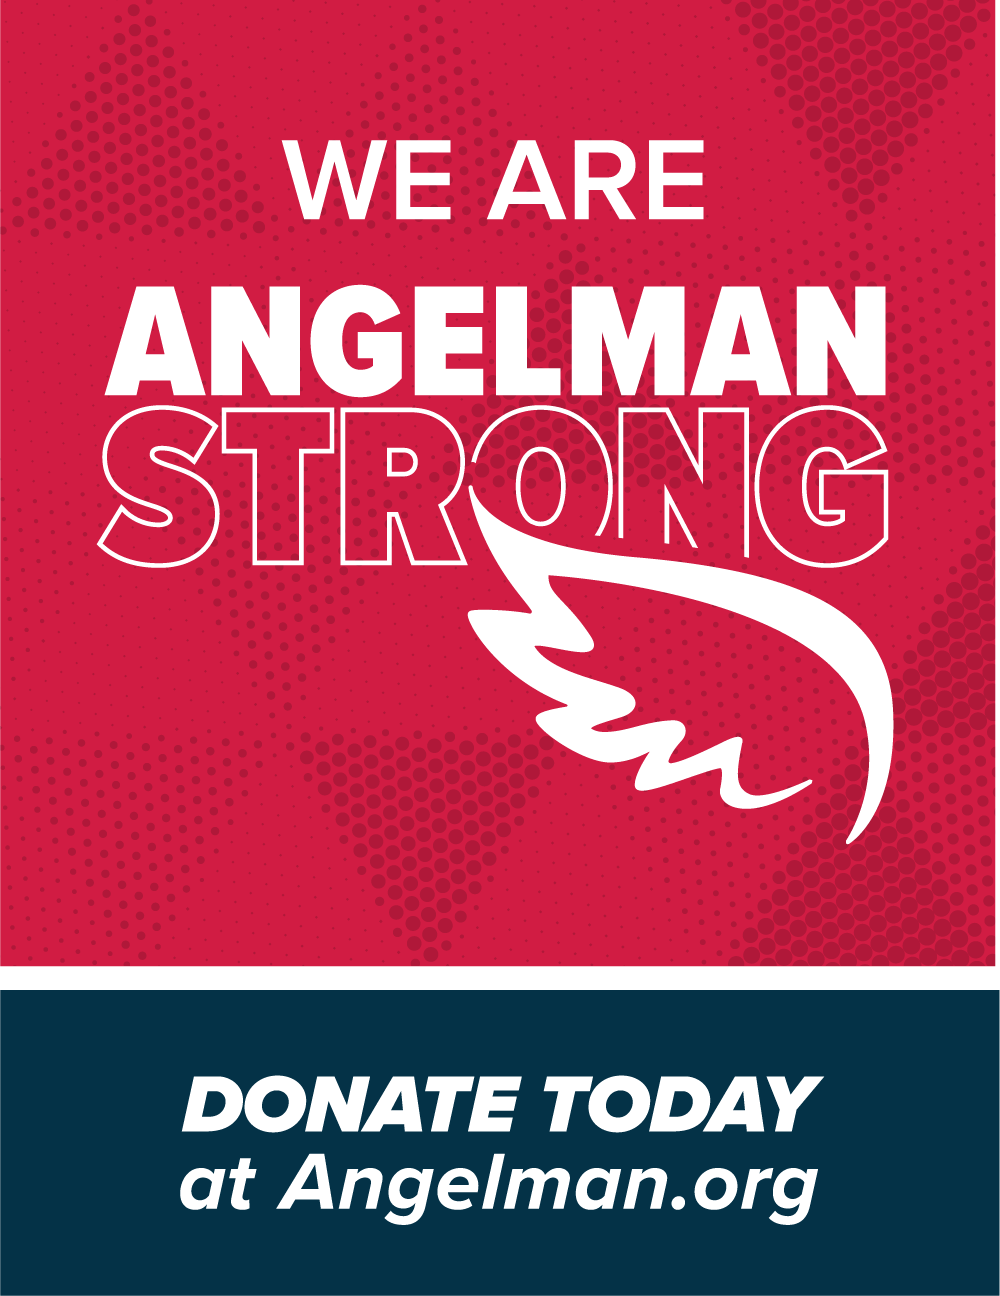 WE ARE
ANGELMAN
STRONG
DONATE TODAY
at Angelman.org